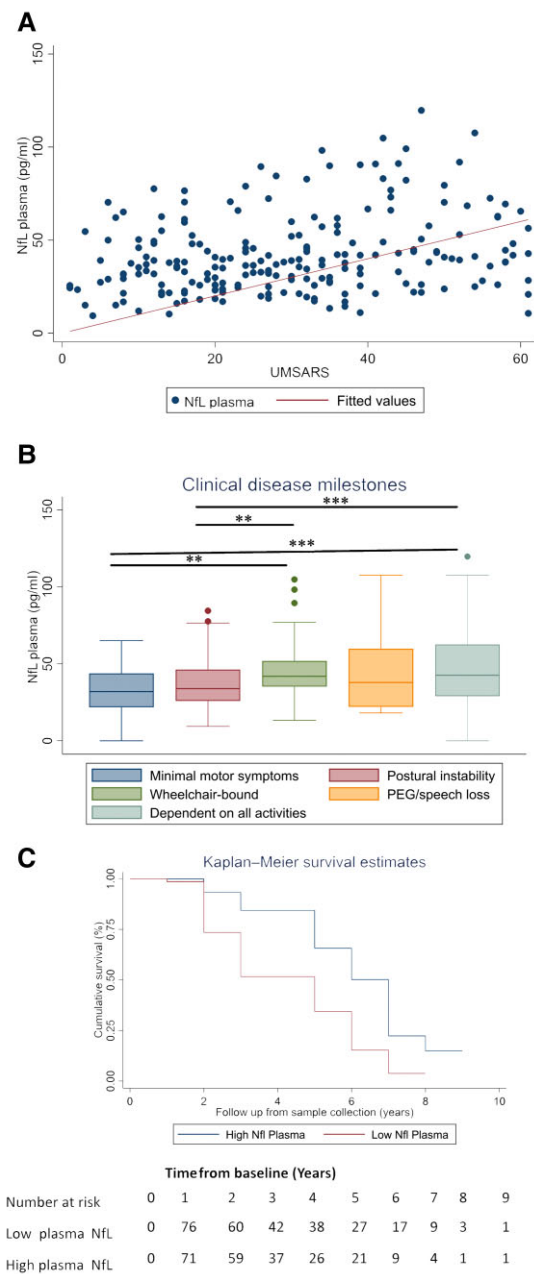 A
150
100
50
0
NfL plasma (pg/ml)
0 20 40 60
UMSARS
NfL plasma Fitted values
B
Clinical disease milestones
***
**
***
**
150
100
50
0
NfL plasma (pg/ml)
Minimal motor symptoms Postural instability
Wheelchair-bound PEG/speech loss
Dependent on all activities
C
Kaplan–Meier survival estimates
1.00
0.75
0.50
0.25
0.00
Cumulative survival (%)
0 2 4 6 8 10
Follow up from sample collection (years)
High Nfl Plasma Low Nfl Plasma
Time from baseline (Years)
Number at risk 0 1 2 3 4 5 6 7 8 9
Low plasma NfL 0 76 60 42 38 27 17 9 3 1
High plasma NfL 0 71 59 37 26 21 9 4 1 1